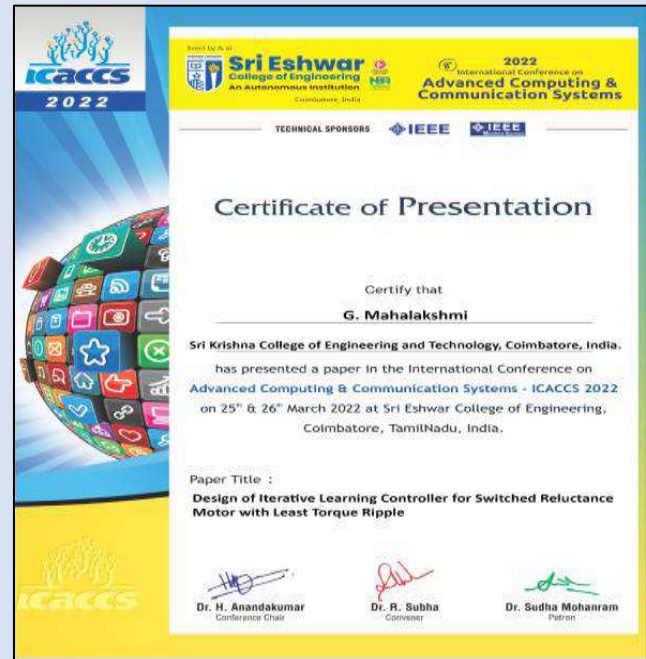 icaccs
2022
Sri Eshwar
College of Engineering
An Autonomous Institution
Coimbatore, India
2022
International Conference on
Advanced Computing &
Communication Systems
TECHNICAL SPONSORS IEEE IEEE
Certificate of Presentation
Certify that
G. Mahalakshmi
Sri Krishna College of Engineering and Technology, Coimbatore, India.
has presented a paper in the International Conference on
Advanced Computing & Communication Systems - ICACCS 2022
on 25th & 26th March 2022 at Sri Eshwar College of Engineering,
Coimbatore, TamilNadu, India.
Paper Title :
Design of Iterative Learning Controller for Switched Reluctance
Motor with Least Torque Ripple
icaccs
Dr. H. Anandakumar
Conference Chair
Dr. R. Subha
Convener
Dr. Sudha Mohanram
Patron